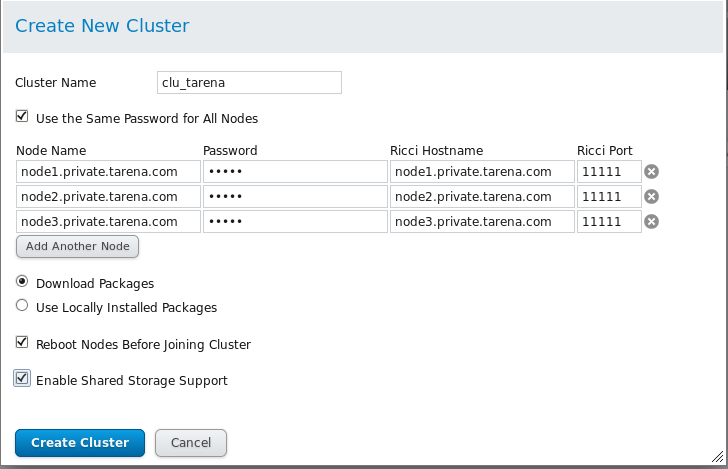 Create New Cluster
Cluster Name clu_tarena
Use the Same Password for All Nodes
Node Name Password Ricci Hostname Ricci Port
node1.private.tarena.com ••••• node1.private.tarena.com 11111
node2.private.tarena.com ••••• node2.private.tarena.com 11111
node3.private.tarena.com ••••• node3.private.tarena.com 11111
Add Another Node
Download Packages
Use Locally Installed Packages
Reboot Nodes Before Joining Cluster
Enable Shared Storage Support
Create Cluster Cancel